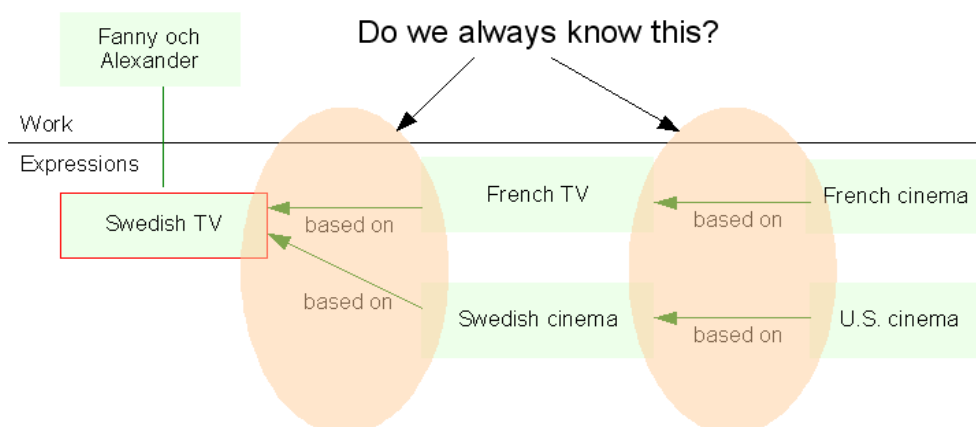 Fanny och
Alexander
Do we always know this?
Work
Expressions
Swedish TV
French TV
French cinema
based on
based on
based on
Swedish cinema
U.S. cinema
based on